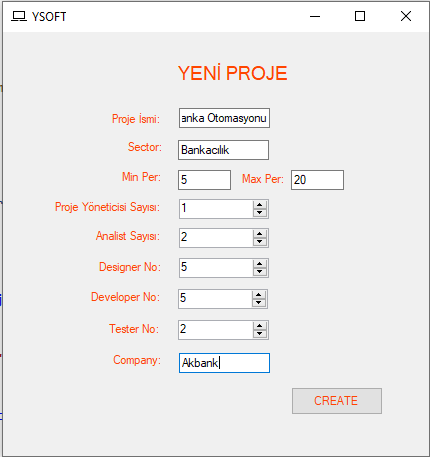 YSOFT
YENİ PROJE
Proje İsmi: anka Otomasyonu
Sector: Bankacılık
Min Per: 5 Max Per: 20
Proje Yöneticisi Sayısı: 1
Analist Sayısı: 2
Designer No: 5
Developer No: 5
Tester No: 2
Company: Akbank
CREATE